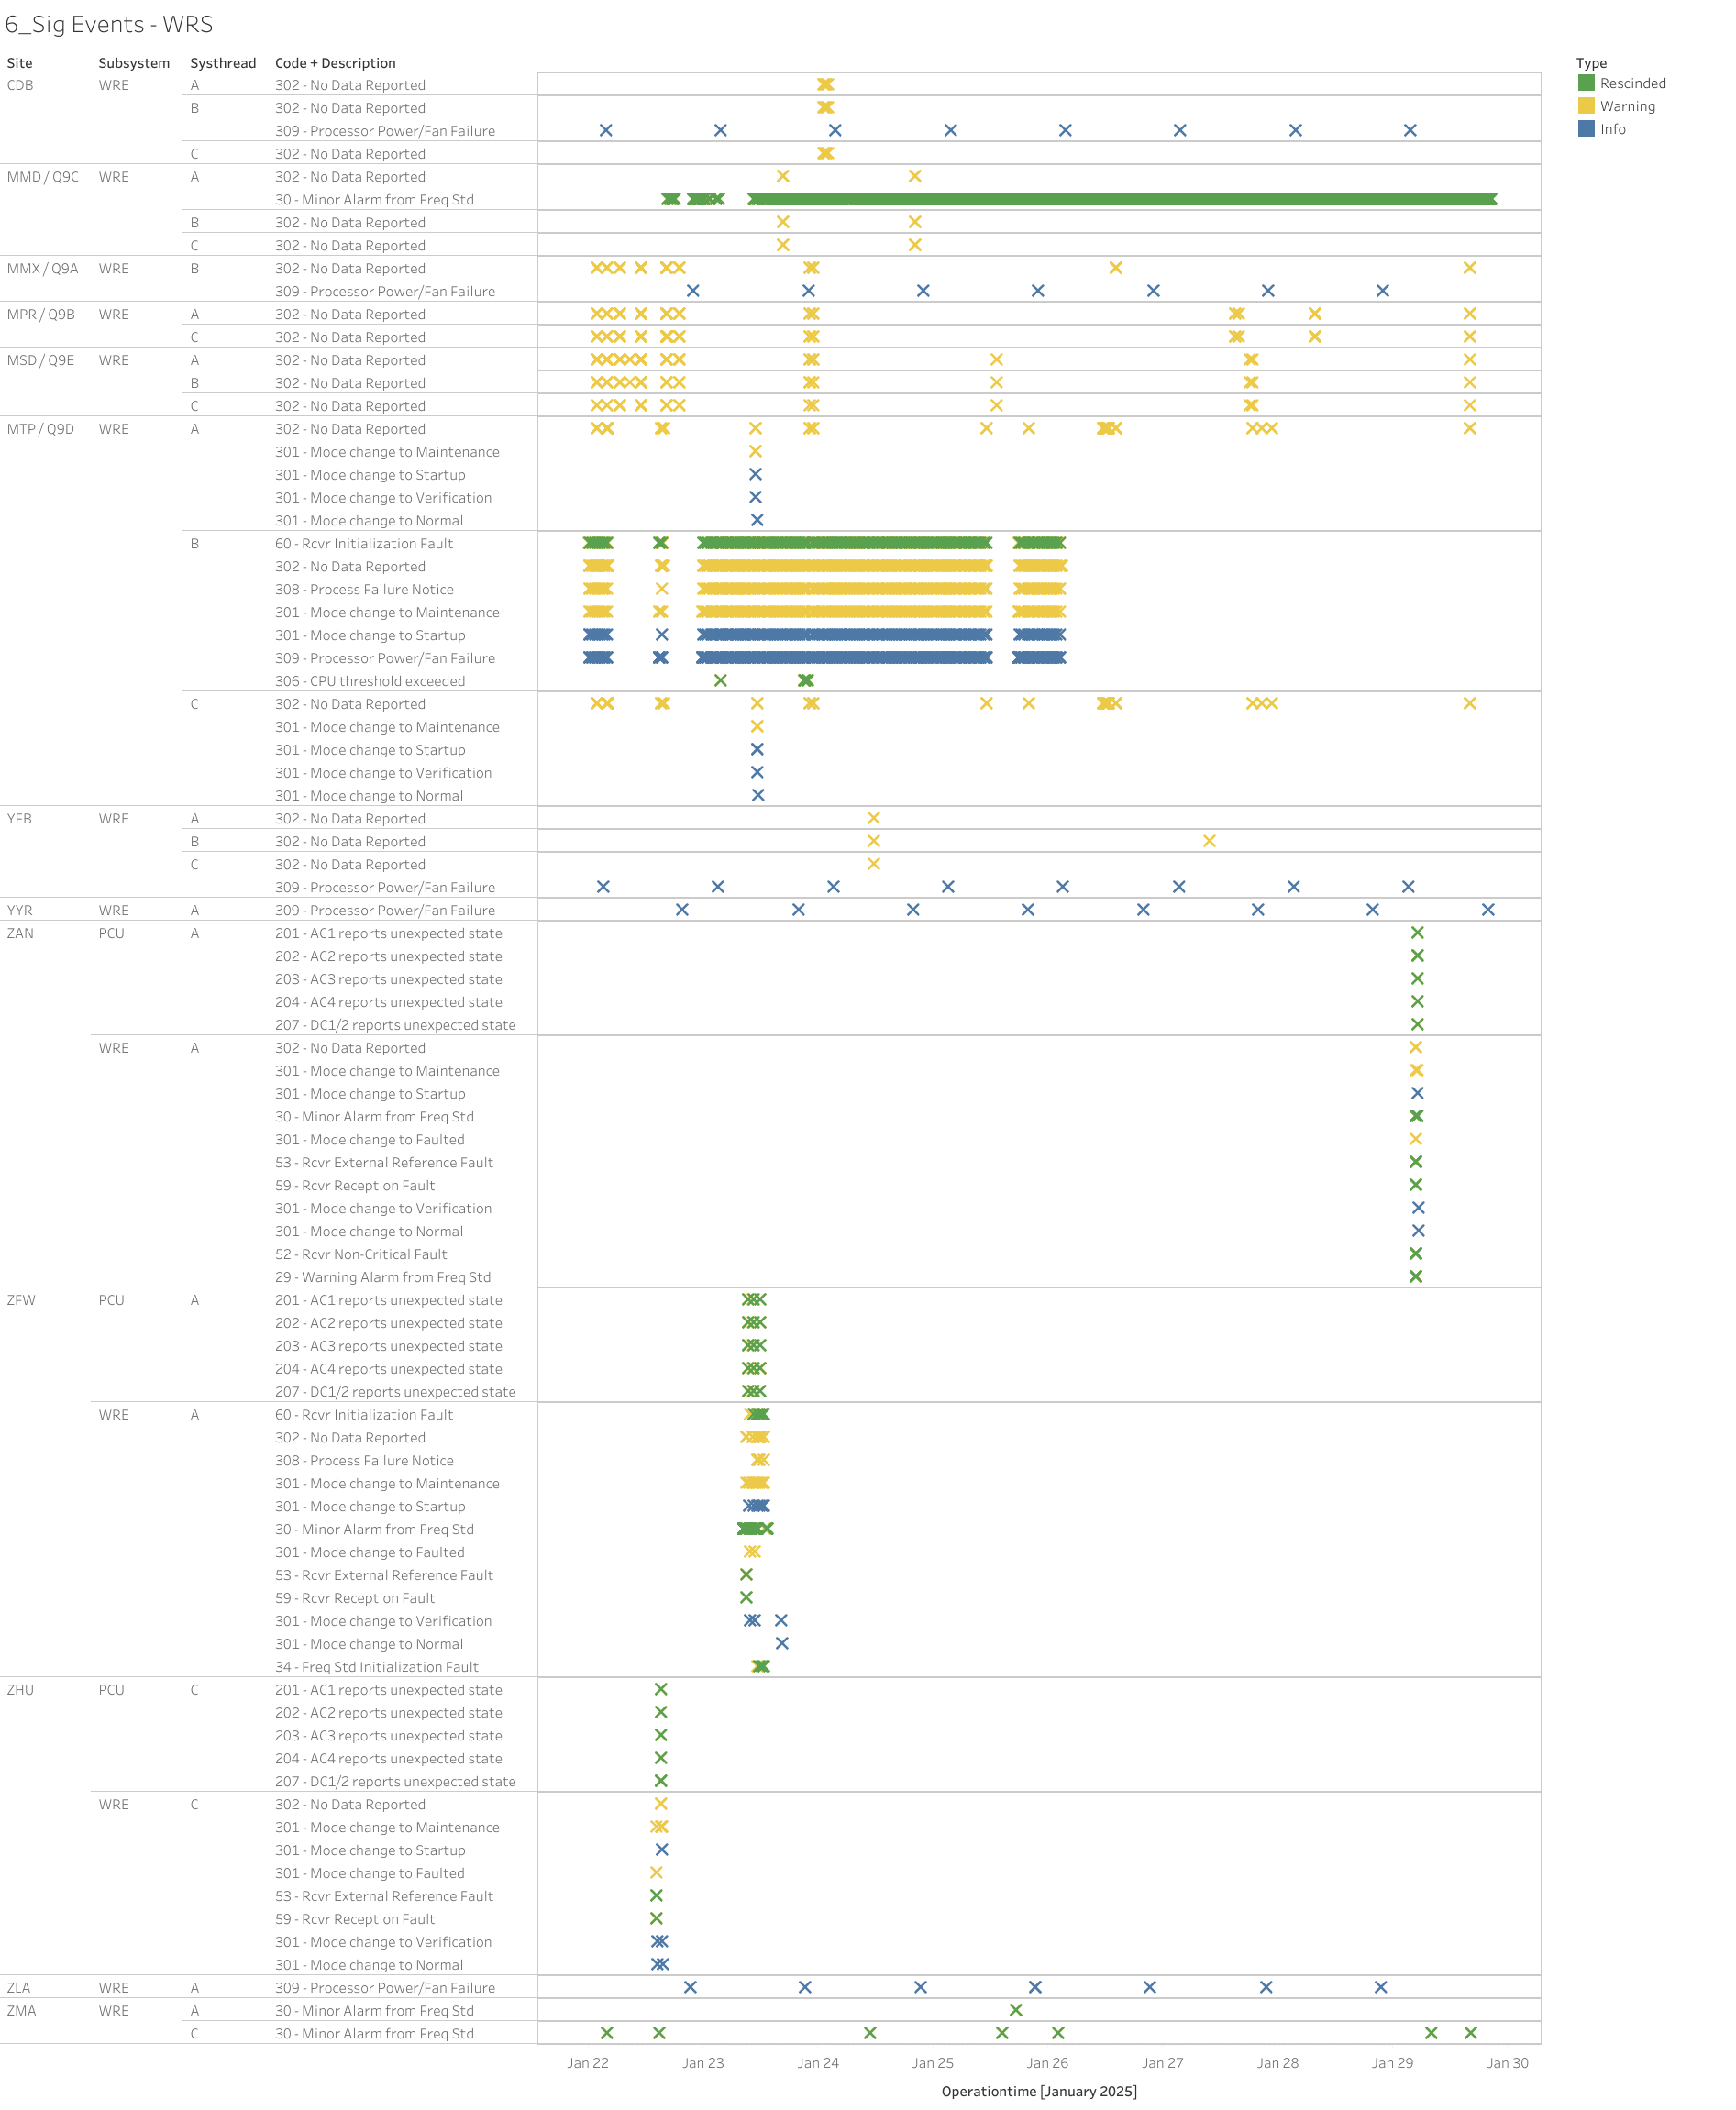 6_Sig Events - WRS
Site Subsystem Systhread Code + Description Type
Rescinded
Warning
Info
CDB WRE A 302 - No Data Reported
B 302 - No Data Reported
309 - Processor Power/Fan Failure
C 302 - No Data Reported
MMD / Q9C WRE A 302 - No Data Reported
30 - Minor Alarm from Freq Std
B 302 - No Data Reported
C 302 - No Data Reported
MMX / Q9A WRE B 302 - No Data Reported
309 - Processor Power/Fan Failure
MPR / Q9B WRE A 302 - No Data Reported
C 302 - No Data Reported
MSD / Q9E WRE A 302 - No Data Reported
B 302 - No Data Reported
C 302 - No Data Reported
MTP / Q9D WRE A 302 - No Data Reported
301 - Mode change to Maintenance
301 - Mode change to Startup
301 - Mode change to Verification
301 - Mode change to Normal
B 60 - Rcvr Initialization Fault
302 - No Data Reported
308 - Process Failure Notice
301 - Mode change to Maintenance
301 - Mode change to Startup
309 - Processor Power/Fan Failure
306 - CPU threshold exceeded
C 302 - No Data Reported
301 - Mode change to Maintenance
301 - Mode change to Startup
301 - Mode change to Verification
301 - Mode change to Normal
YFB WRE A 302 - No Data Reported
B 302 - No Data Reported
C 302 - No Data Reported
309 - Processor Power/Fan Failure
YYR WRE A 309 - Processor Power/Fan Failure
ZAN PCU A 201 - AC1 reports unexpected state
202 - AC2 reports unexpected state
203 - AC3 reports unexpected state
204 - AC4 reports unexpected state
207 - DC1/2 reports unexpected state
WRE A 302 - No Data Reported
301 - Mode change to Maintenance
301 - Mode change to Startup
30 - Minor Alarm from Freq Std
301 - Mode change to Faulted
53 - Rcvr External Reference Fault
59 - Rcvr Reception Fault
301 - Mode change to Verification
301 - Mode change to Normal
52 - Rcvr Non-Critical Fault
29 - Warning Alarm from Freq Std
ZFW PCU A 201 - AC1 reports unexpected state
202 - AC2 reports unexpected state
203 - AC3 reports unexpected state
204 - AC4 reports unexpected state
207 - DC1/2 reports unexpected state
WRE A 60 - Rcvr Initialization Fault
302 - No Data Reported
308 - Process Failure Notice
301 - Mode change to Maintenance
301 - Mode change to Startup
30 - Minor Alarm from Freq Std
301 - Mode change to Faulted
53 - Rcvr External Reference Fault
59 - Rcvr Reception Fault
301 - Mode change to Verification
301 - Mode change to Normal
34 - Freq Std Initialization Fault
ZHU PCU C 201 - AC1 reports unexpected state
202 - AC2 reports unexpected state
203 - AC3 reports unexpected state
204 - AC4 reports unexpected state
207 - DC1/2 reports unexpected state
WRE C 302 - No Data Reported
301 - Mode change to Maintenance
301 - Mode change to Startup
301 - Mode change to Faulted
53 - Rcvr External Reference Fault
59 - Rcvr Reception Fault
301 - Mode change to Verification
301 - Mode change to Normal
ZLA WRE A 309 - Processor Power/Fan Failure
ZMA WRE A 30 - Minor Alarm from Freq Std
C 30 - Minor Alarm from Freq Std
Jan 22 Jan 23 Jan 24 Jan 25 Jan 26 Jan 27 Jan 28 Jan 29 Jan 30
Operationtime [January 2025]